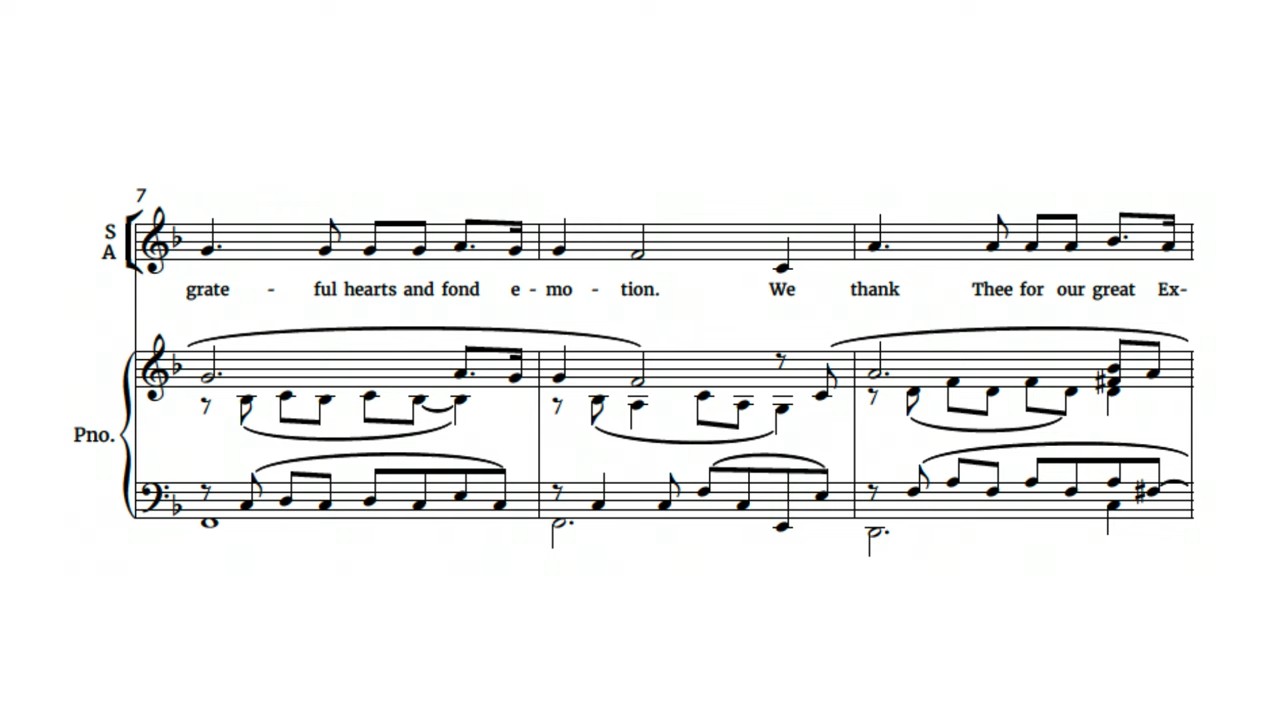 7
S
A
grate - ful hearts and fond e - mo - tion. We thank Thee for our great Ex-
Pno.